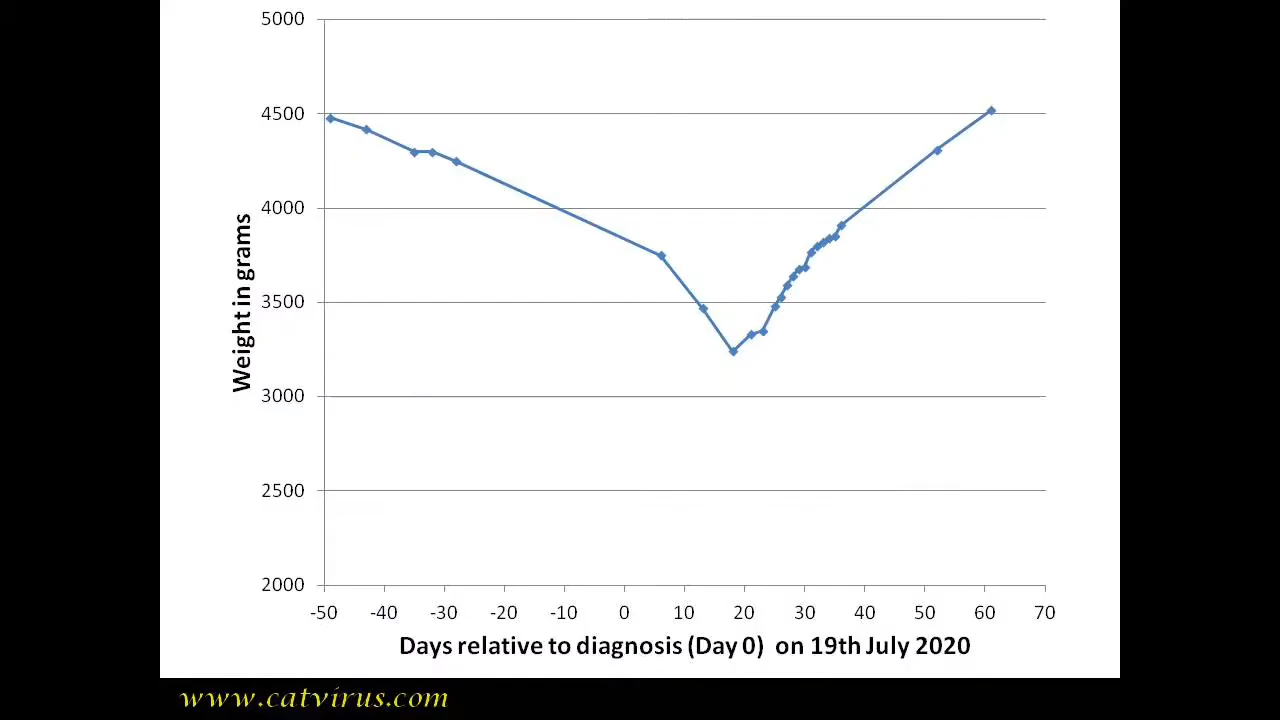 5000
4500
4000
3500
3000
2500
2000
Weight in grams
-50 -40 -30 -20 -10 0 10 20 30 40 50 60 70
Days relative to diagnosis (Day 0) on 19th July 2020
www.catvirus.com